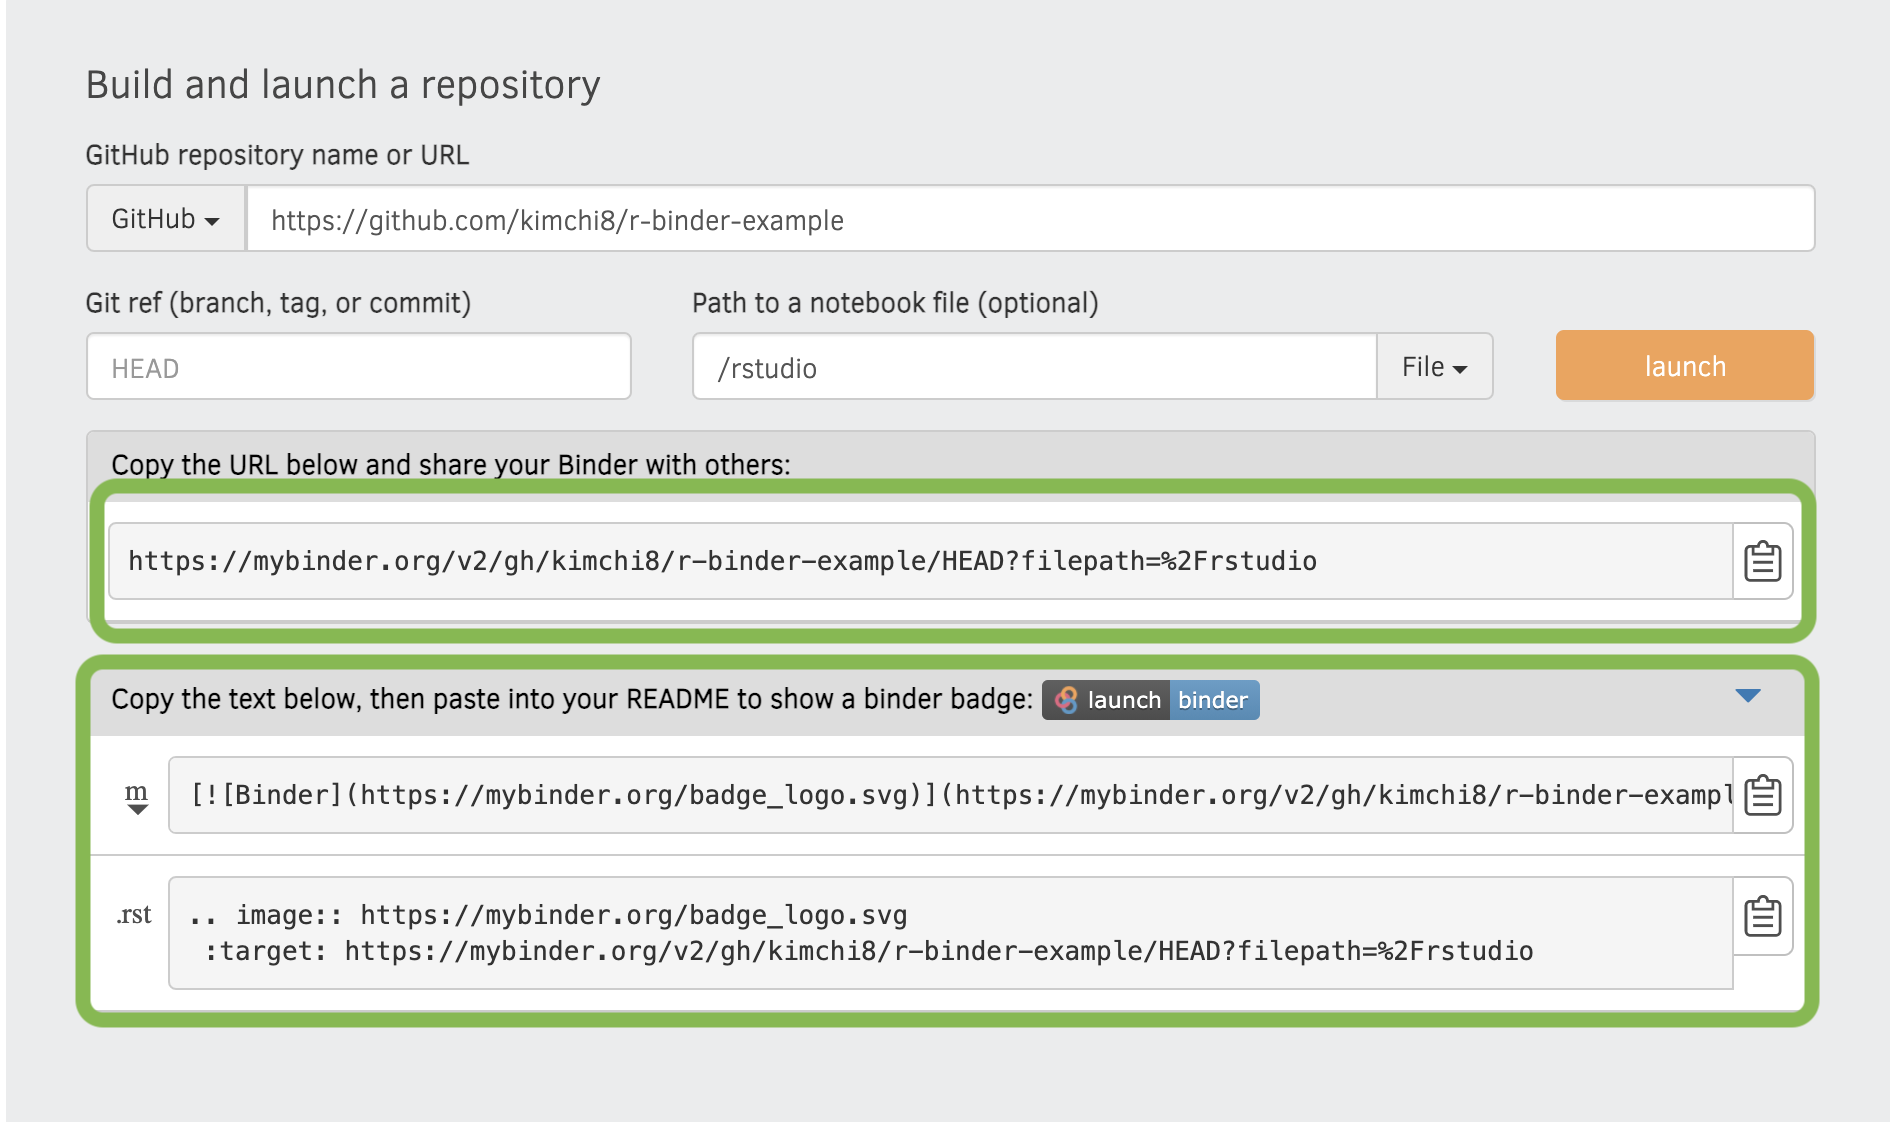 Build and launch a repository
GitHub repository name or URL
GitHub https://github.com/kimchi8/r-binder-example
Git ref (branch, tag, or commit) Path to a notebook file (optional)
HEAD /rstudio File launch
Copy the URL below and share your Binder with others:
https://mybinder.org/v2/gh/kimchi8/r-binder-example/HEAD?filepath=%2Frstudio
Copy the text below, then paste into your README to show a binder badge: launch binder
m [![Binder](https://mybinder.org/badge_logo.svg)](https://mybinder.org/v2/gh/kimchi8/r-binder-exampl
.rst .. image:: https://mybinder.org/badge_logo.svg
:target: https://mybinder.org/v2/gh/kimchi8/r-binder-example/HEAD?filepath=%2Frstudio